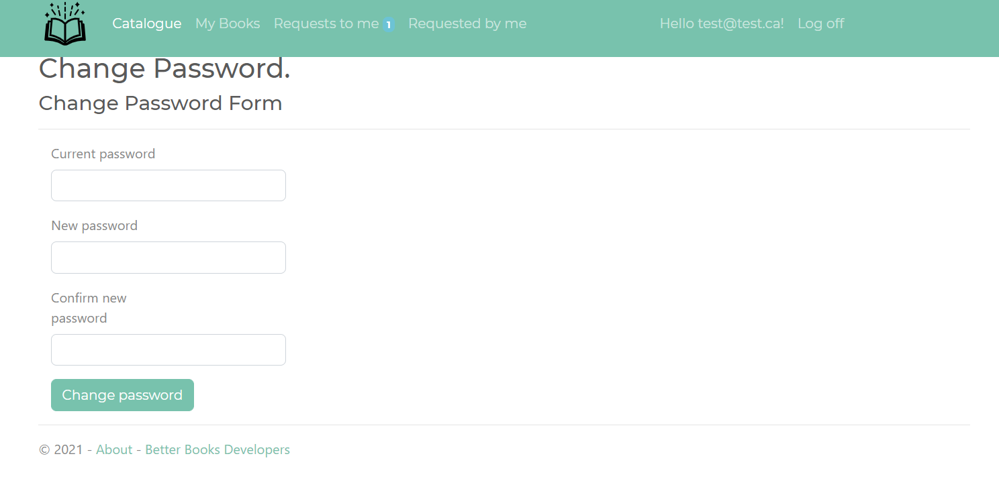 Catalogue My Books Requests to me 1 Requested by me Hello test@test.ca! Log off
Change Password.
Change Password Form
Current password
New password
Confirm new
password
Change password
© 2021 - About - Better Books Developers